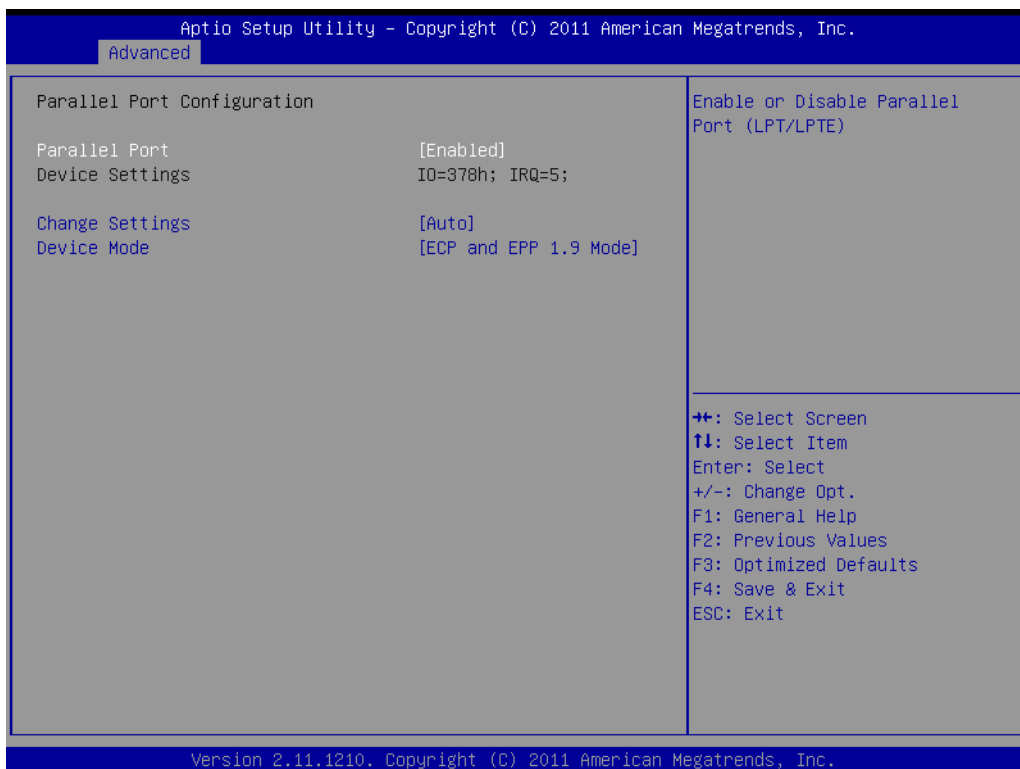 Aptio Setup Utility – Copyright (C) 2011 American Megatrends, Inc.
Advanced
Parallel Port Configuration
Parallel Port [Enabled]
Device Settings IO=378h; IRQ=5;
Change Settings [Auto]
Device Mode [ECP and EPP 1.9 Mode]
Enable or Disable Parallel
Port (LPT/LPTE)
→←: Select Screen
↑↓: Select Item
Enter: Select
+/-: Change Opt.
F1: General Help
F2: Previous Values
F3: Optimized Defaults
F4: Save & Exit
ESC: Exit
Version 2.11.1210. Copyright (C) 2011 American Megatrends, Inc.